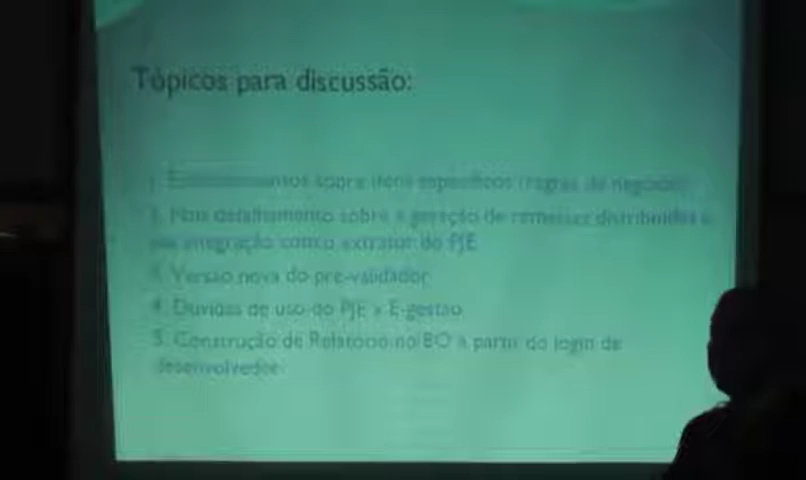 Tópicos para discussão:
1. Esclarecimentos sobre itens específicos (regras de negócio)
2. Mais detalhamento sobre a geração de remessas distribuídas e
sua integração com o extrator do PJE
3. Versão nova do pré-validador
4. Dúvidas de uso do PJE x E-gestão
5. Construção de Relatório no BO a partir do login de
desenvolvedor